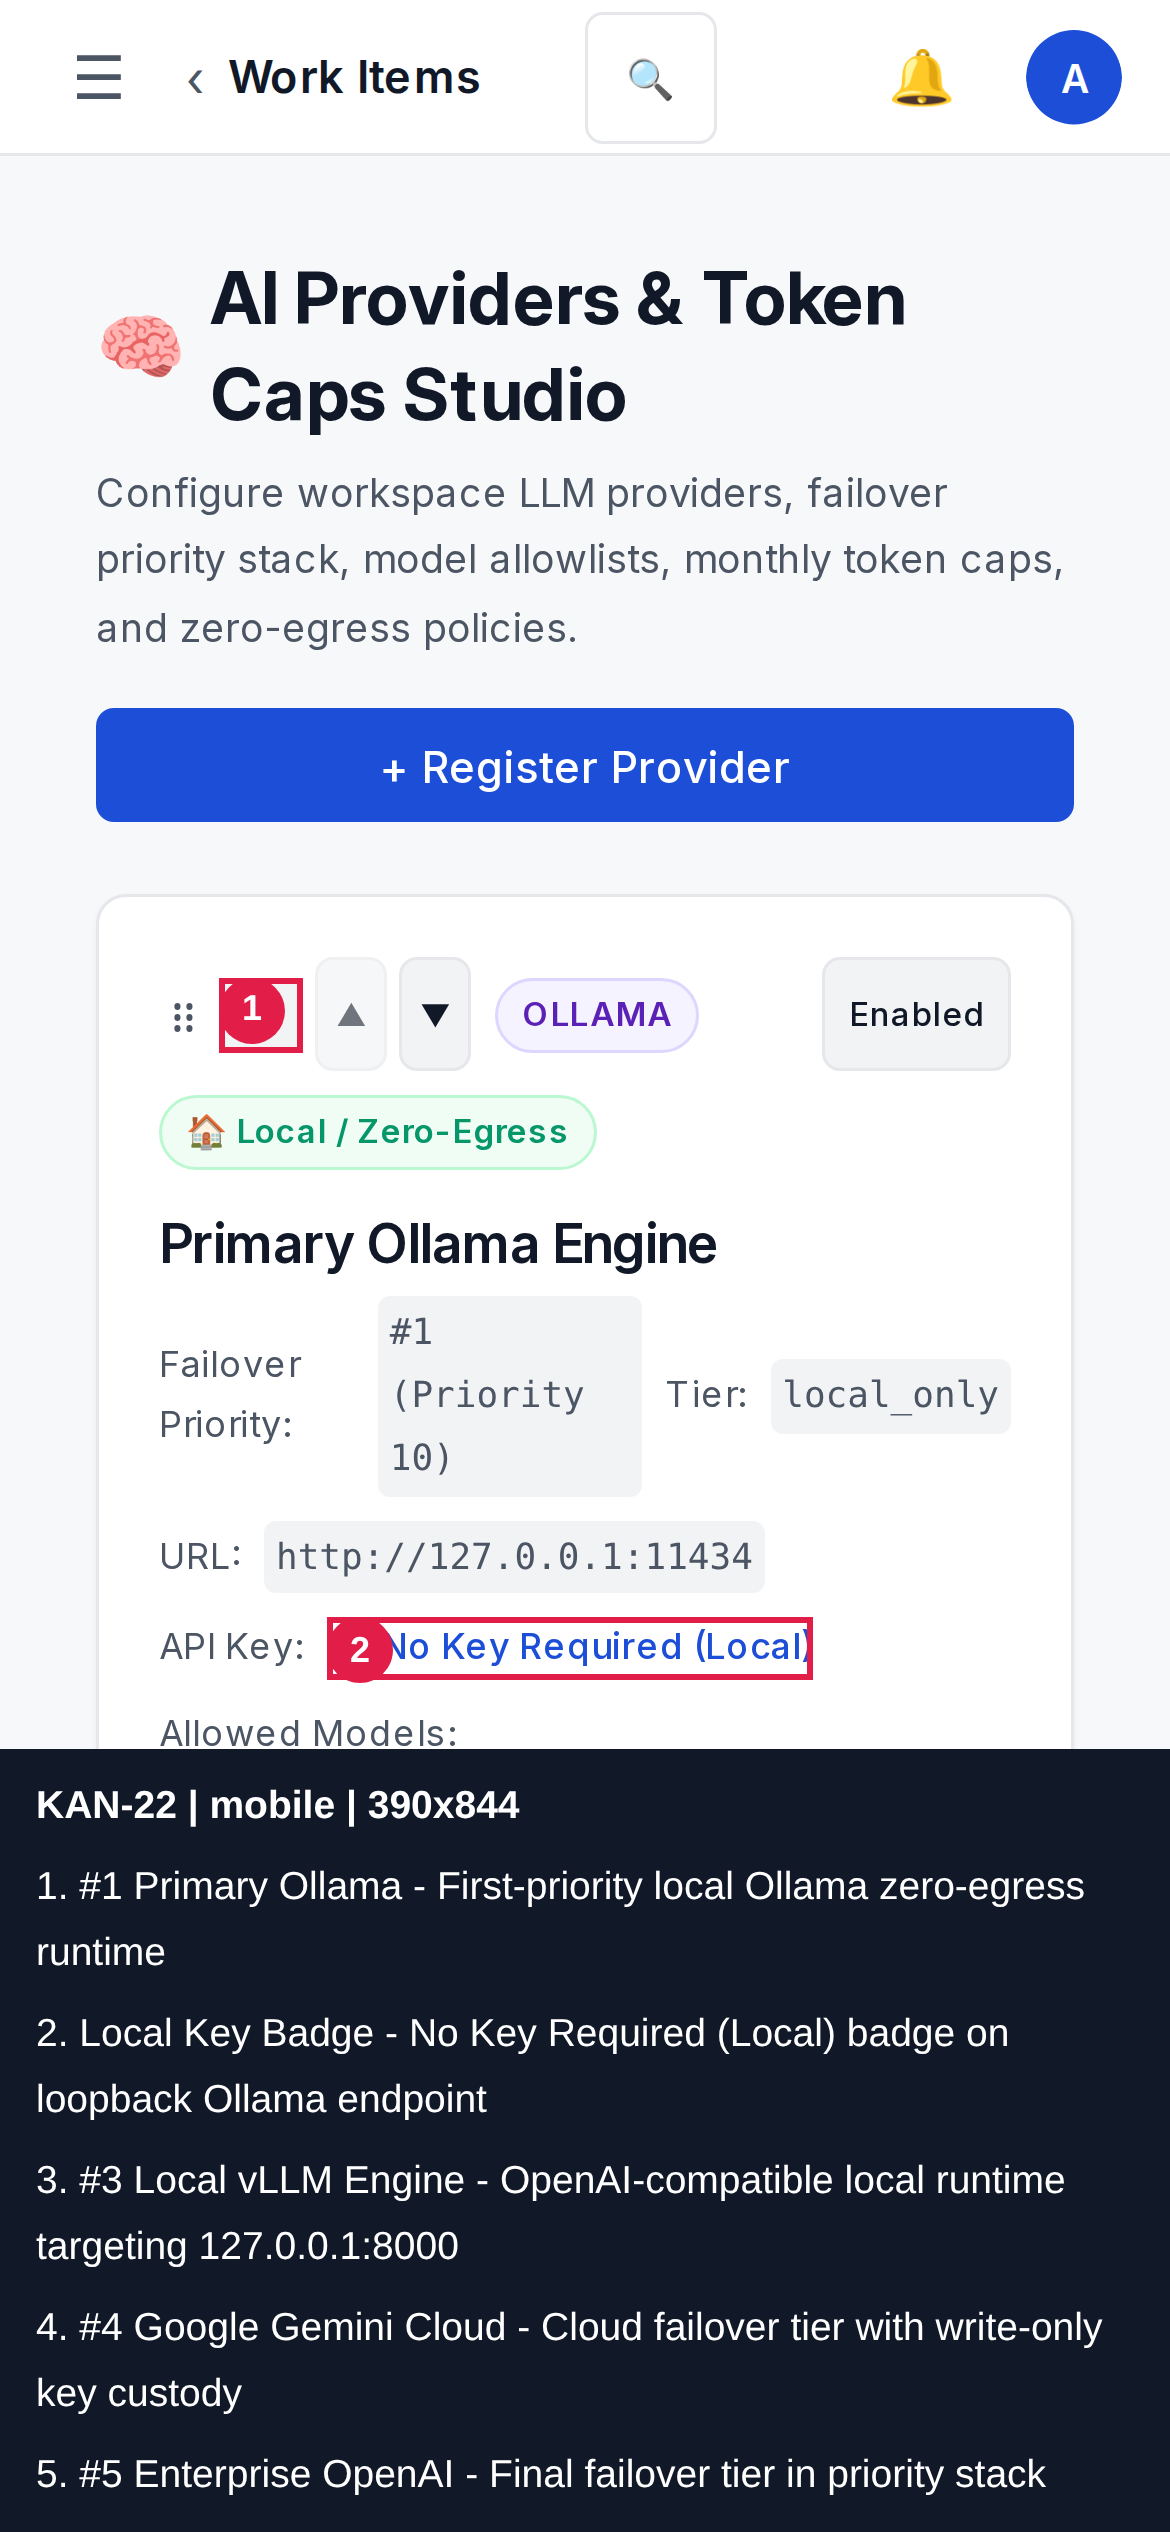 ☰ ‹ Work Items 🔍 🔔 A
🧠 AI Providers & Token
Caps Studio
Configure workspace LLM providers, failover
priority stack, model allowlists, monthly token caps,
and zero-egress policies.
+ Register Provider
⠿ 1 ▲ ▼ OLLAMA Enabled
🏠 Local / Zero-Egress
Primary Ollama Engine
Failover Priority: #1 (Priority 10) Tier: local_only
URL: http://127.0.0.1:11434
API Key: 2 No Key Required (Local)
Allowed Models:
KAN-22 | mobile | 390x844
1. #1 Primary Ollama - First-priority local Ollama zero-egress
runtime
2. Local Key Badge - No Key Required (Local) badge on
loopback Ollama endpoint
3. #3 Local vLLM Engine - OpenAI-compatible local runtime
targeting 127.0.0.1:8000
4. #4 Google Gemini Cloud - Cloud failover tier with write-only
key custody
5. #5 Enterprise OpenAI - Final failover tier in priority stack